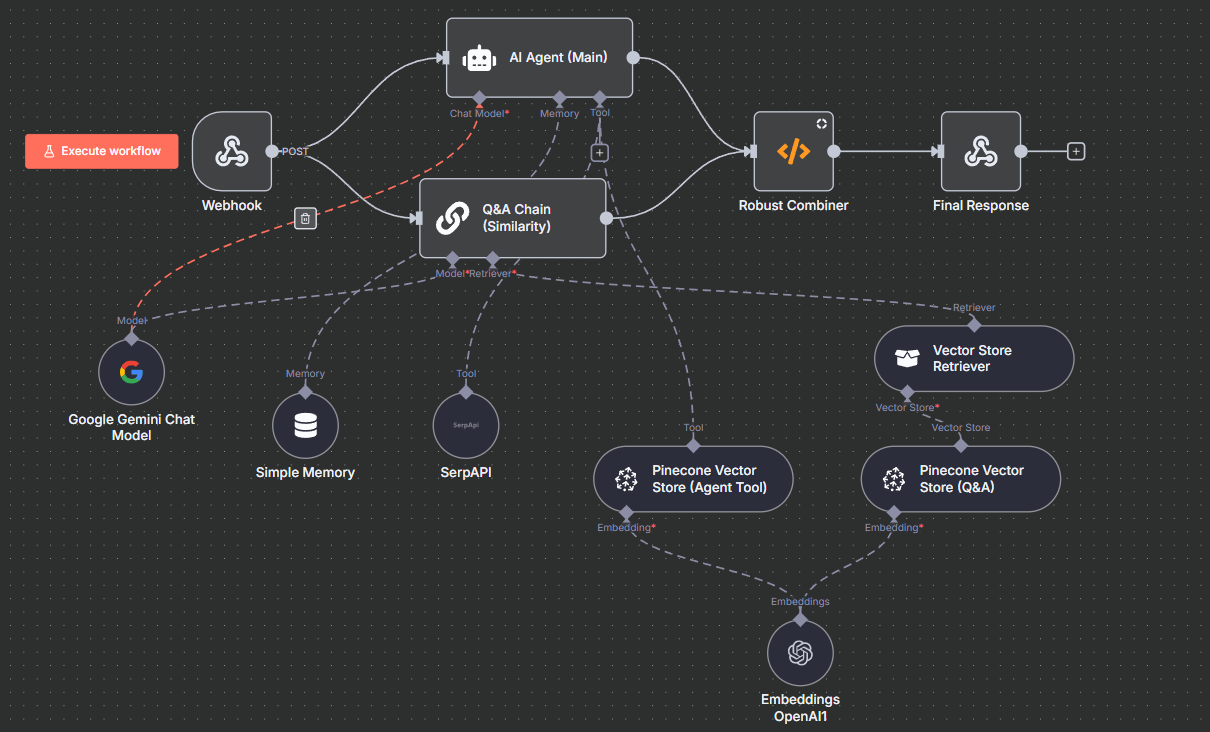 AI Agent (Main)
Chat Model*
Memory
Tool
Execute workflow
POST
Webhook
Q&A Chain
(Similarity)
Robust Combiner
Final Response
Model*
Retriever*
Model
Google Gemini Chat
Model
Memory
Simple Memory
Tool
SerpApi
SerpAPI
Retriever
Vector Store
Retriever
Vector Store*
Tool
Pinecone Vector
Store (Agent Tool)
Embedding*
Vector Store
Pinecone Vector
Store (Q&A)
Embedding*
Embeddings
Embeddings
OpenAI1